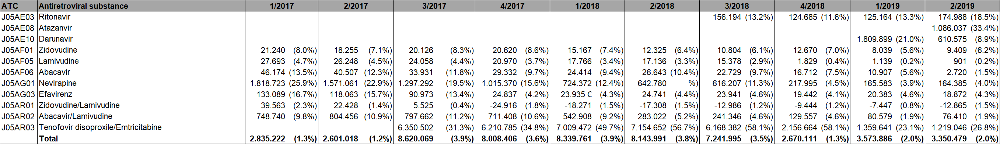 ATC Antiretroviral substance 1/2017 2/2017 3/2017 4/2017 1/2018 2/2018 3/2018 4/2018 1/2019 2/2019
J05AE03 Ritonavir 156.194 (13.2%) 124.685 (11.6%) 125.164 (13.3%) 174.988 (18.5%)
J05AE08 Atazanvir 1.086.037 (33.4%)
J05AE10 Darunavir 1.809.899 (21.0%) 610.575 (8.9%)
J05AF01 Zidovudine 21.240 (8.0%) 18.255 (7.1%) 20.126 (8.3%) 20.620 (8.6%) 15.167 (7.4%) 12.325 (6.4%) 10.804 (6.1%) 12.670 (7.0%) 8.039 (5.6%) 9.409 (6.2%)
J05AF05 Lamivudine 27.693 (4.7%) 26.248 (4.5%) 24.058 (4.4%) 20.970 (3.7%) 17.766 (3.4%) 17.136 (3.3%) 15.378 (2.9%) 1.829 (0.4%) 1.139 (0.2%) 901 (0.2%)
J05AF06 Abacavir 46.174 (13.5%) 40.507 (12.3%) 33.931 (11.8%) 29.332 (9.7%) 24.414 (9.4%) 26.643 (10.4%) 22.729 (9.7%) 16.712 (7.5%) 10.907 (5.6%) 2.720 (1.5%)
J05AG01 Nevirapine 1.818.723 (25.9%) 1.571.061 (22.9%) 1.297.292 (19.5%) 1.015.370 (15.6%) 724.372 (12.4%) 642.780 %) 616.207 (11.3%) 217.995 (4.5%) 165.583 (3.9%) 164.385 (4.0%)
J05AG03 Efavirenz 133.089 (16.7%) 118.063 (15.7%) 90.973 (13.4%) 24.837 (4.2%) 23.935 € (4.3%) 24.741 (4.4%) 23.941 (4.6%) 19.442 (4.1%) 20.383 (4.6%) 18.872 (4.3%)
J05AR01 Zidovudine/Lamivudine 39.563 (2.3%) 22.428 (1.4%) 5.525 (0.4%) -24.916 (1.8%) -18.271 (1.5%) -17.308 (1.5%) -12.986 (1.2%) -9.444 (1.2%) -7.447 (0.8%) -12.865 (1.5%)
J05AR02 Abacavir/Lamivudine 748.740 (9.8%) 804.456 (10.9%) 797.662 (11.2%) 711.408 (10.6%) 542.908 (9.2%) 283.022 (5.2%) 241.346 (4.6%) 129.557 (4.6%) 80.579 (1.9%) 76.410 (1.9%)
J05AR03 Tenofovir disoproxile/Emtricitabine 6.350.502 (31.3%) 6.210.785 (34.8%) 7.009.472 (49.7%) 7.154.652 (56.7%) 6.168.382 (58.1%) 2.156.664 (58.1%) 1.359.641 (23.1%) 1.219.046 (26.8%)
Total 2.835.222 (1.3%) 2.601.018 (1.2%) 8.620.069 (3.9%) 8.008.406 (3.6%) 8.339.761 (3.9%) 8.143.991 (3.8%) 7.241.995 (3.5%) 2.670.111 (1.3%) 3.573.886 (2.0%) 3.350.479 (2.0%)